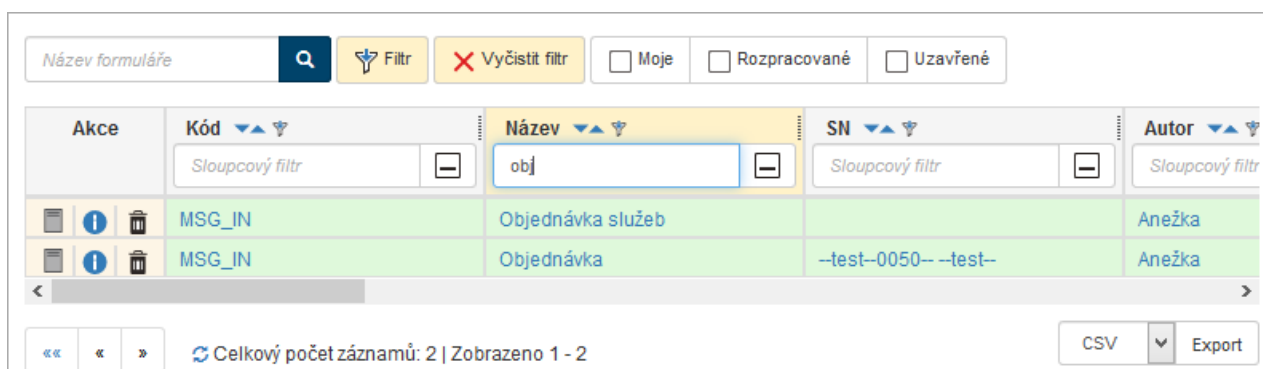 Název formuláře Filtr Vyčistit filtr Moje Rozpracované Uzavřené
Akce Kód Název SN Autor
Sloupcový filtr obj Sloupcový filtr Sloupcový filtr
MSG_IN Objednávka služeb Anežka
MSG_IN Objednávka --test--0050-- --test-- Anežka
«« « » Celkový počet záznamů: 2 | Zobrazeno 1 - 2 CSV Export